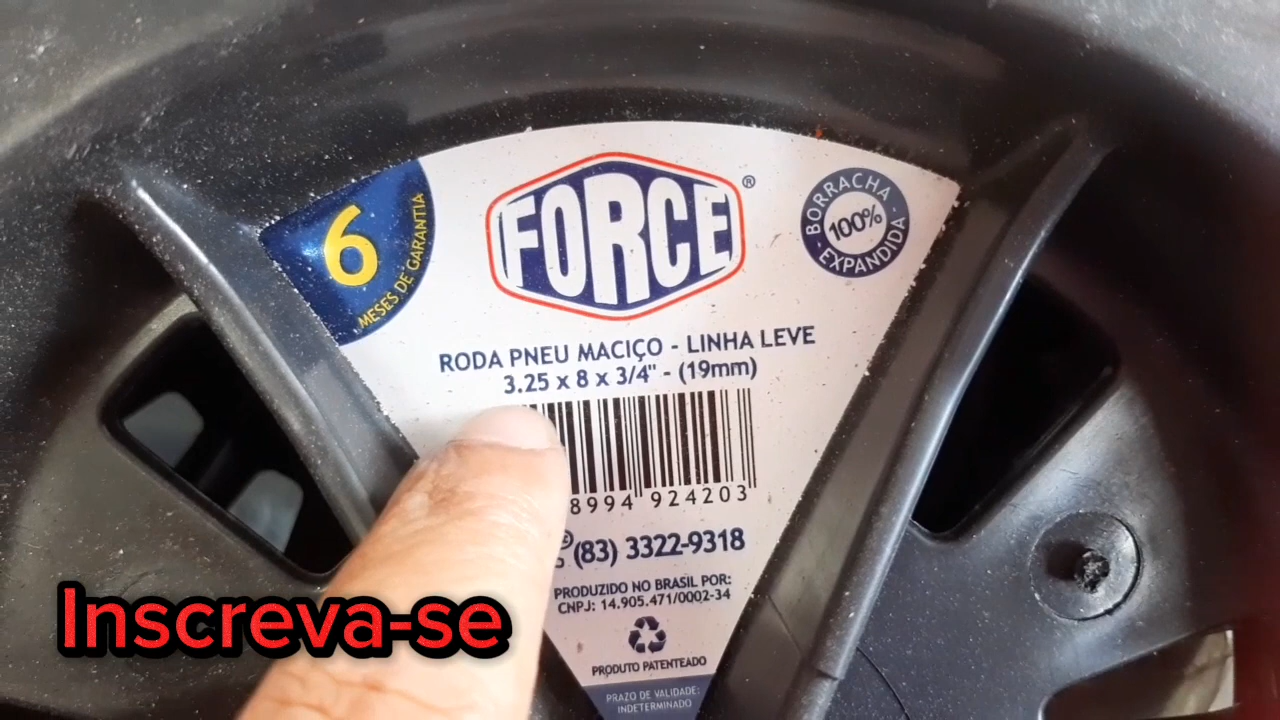 6
MESES DE GARANTIA
FORCE®
BORRACHA
100%
EXPANDIDA
RODA PNEU MACIÇO - LINHA LEVE
3.25 x 8 x 3/4" - (19mm)
8994 924203
(83) 3322-9318
PRODUZIDO NO BRASIL POR:
CNPJ: 14.905.471/0002-34
PRODUTO PATENTEADO
PRAZO DE VALIDADE:
INDETERMINADO
Inscreva-se